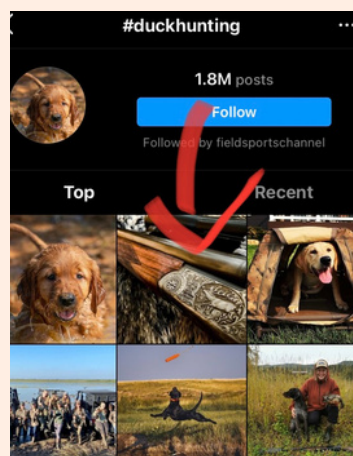 #duckhunting
1.8M posts
Follow
Followed by fieldsportschannel
Top
Recent